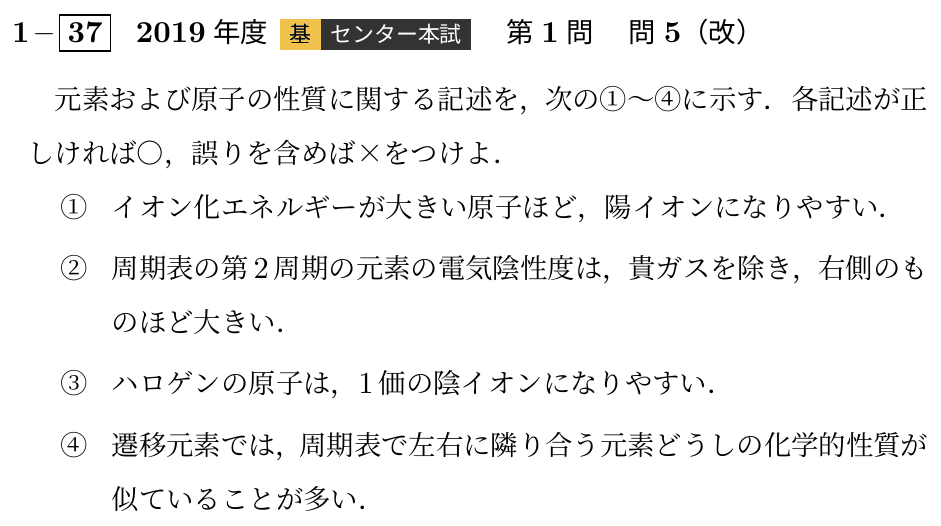 1－37 2019 年度 基 センター本試 第 1 問 問 5（改）
元素および原子の性質に関する記述を，次の①～④に示す．各記述が正
しければ○，誤りを含めば×をつけよ．
① イオン化エネルギーが大きい原子ほど，陽イオンになりやすい．
② 周期表の第２周期の元素の電気陰性度は，貴ガスを除き，右側のも
のほど大きい．
③ ハロゲンの原子は，１価の陰イオンになりやすい．
④ 遷移元素では，周期表で左右に隣り合う元素どうしの化学的性質が
似ていることが多い．